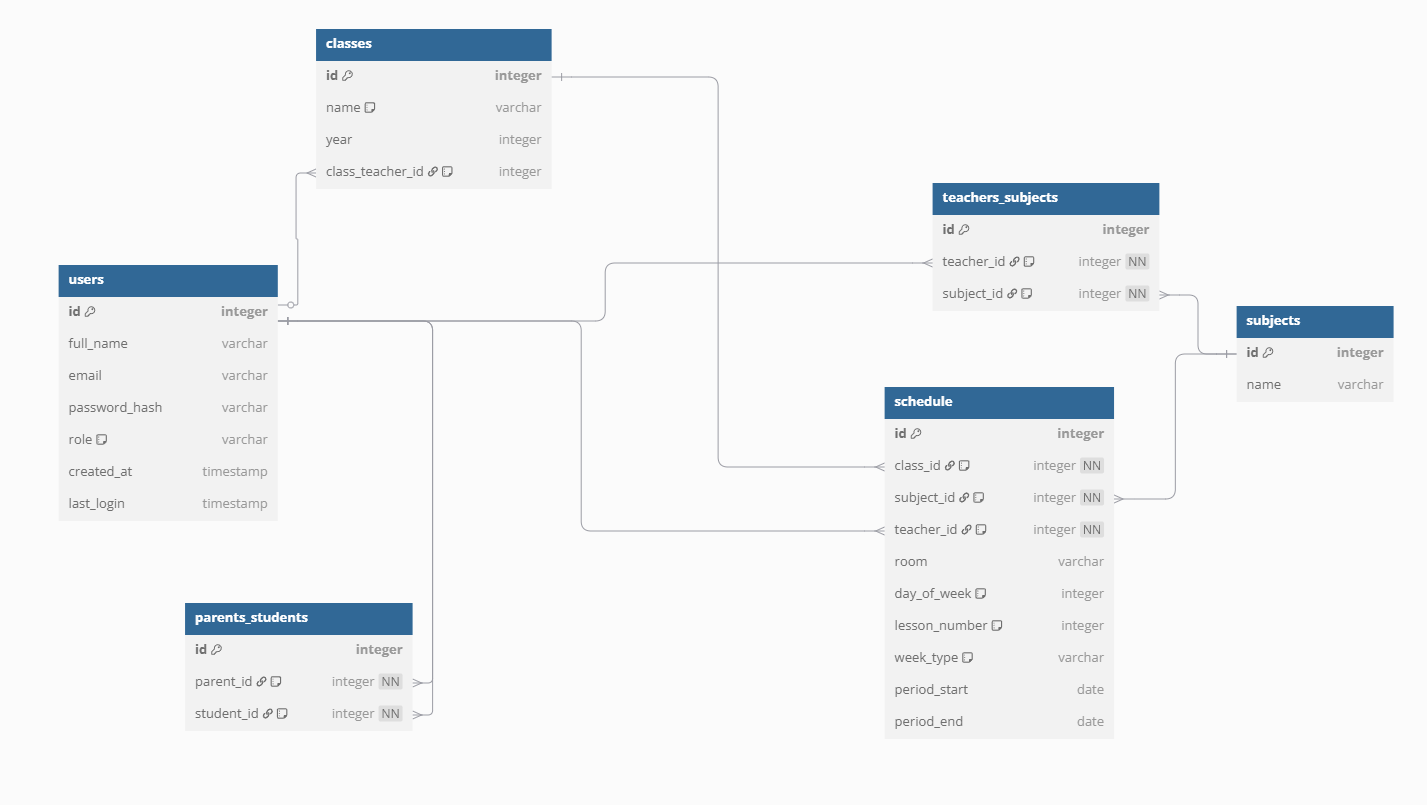 classes
id integer
name varchar
year integer
class_teacher_id integer
teachers_subjects
id integer
teacher_id integer NN
subject_id integer NN
users
id integer
full_name varchar
email varchar
password_hash varchar
role varchar
created_at timestamp
last_login timestamp
subjects
id integer
name varchar
schedule
id integer
class_id integer NN
subject_id integer NN
teacher_id integer NN
room varchar
day_of_week integer
lesson_number integer
week_type varchar
period_start date
period_end date
parents_students
id integer
parent_id integer NN
student_id integer NN